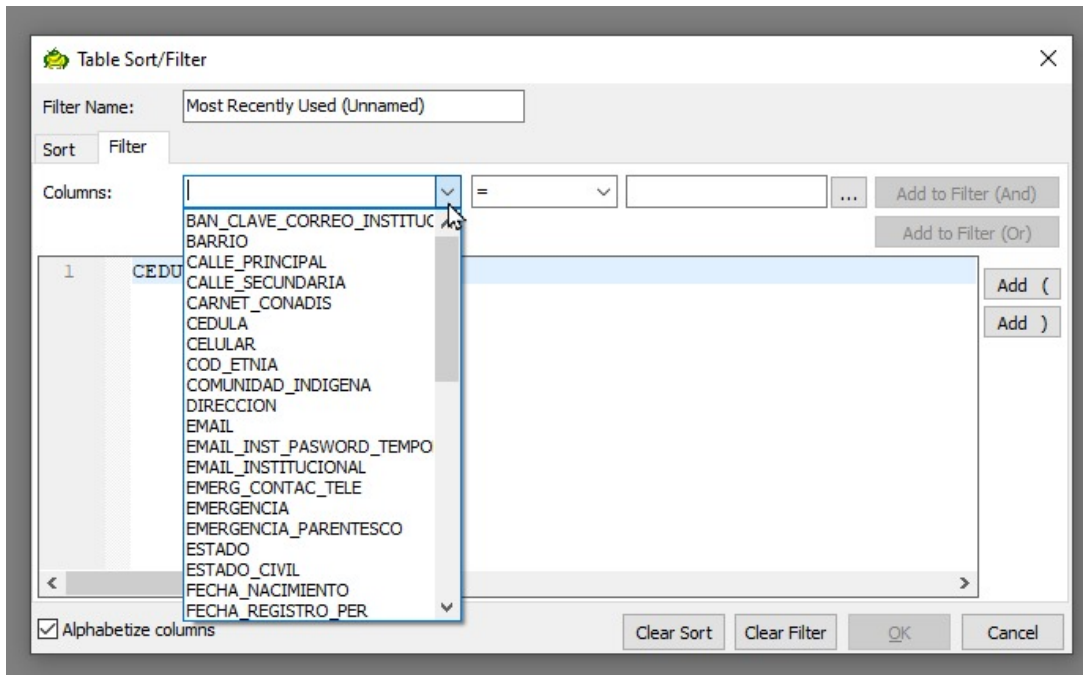 Table Sort/Filter
Filter Name: Most Recently Used (Unnamed)
Sort Filter
Columns: = ... Add to Filter (And)
Add to Filter (Or)
BAN_CLAVE_CORREO_INSTITUC
BARRIO
CALLE_PRINCIPAL
CALLE_SECUNDARIA
CARNET_CONADIS
CEDULA
CELULAR
COD_ETNIA
COMUNIDAD_INDIGENA
DIRECCION
EMAIL
EMAIL_INST_PASWORD_TEMPO
EMAIL_INSTITUCIONAL
EMERG_CONTAC_TELE
EMERGENCIA
EMERGENCIA_PARENTESCO
ESTADO
ESTADO_CIVIL
FECHA_NACIMIENTO
FECHA_REGISTRO_PER
1 CEDU
Add (
Add )
Alphabetize columns Clear Sort Clear Filter OK Cancel